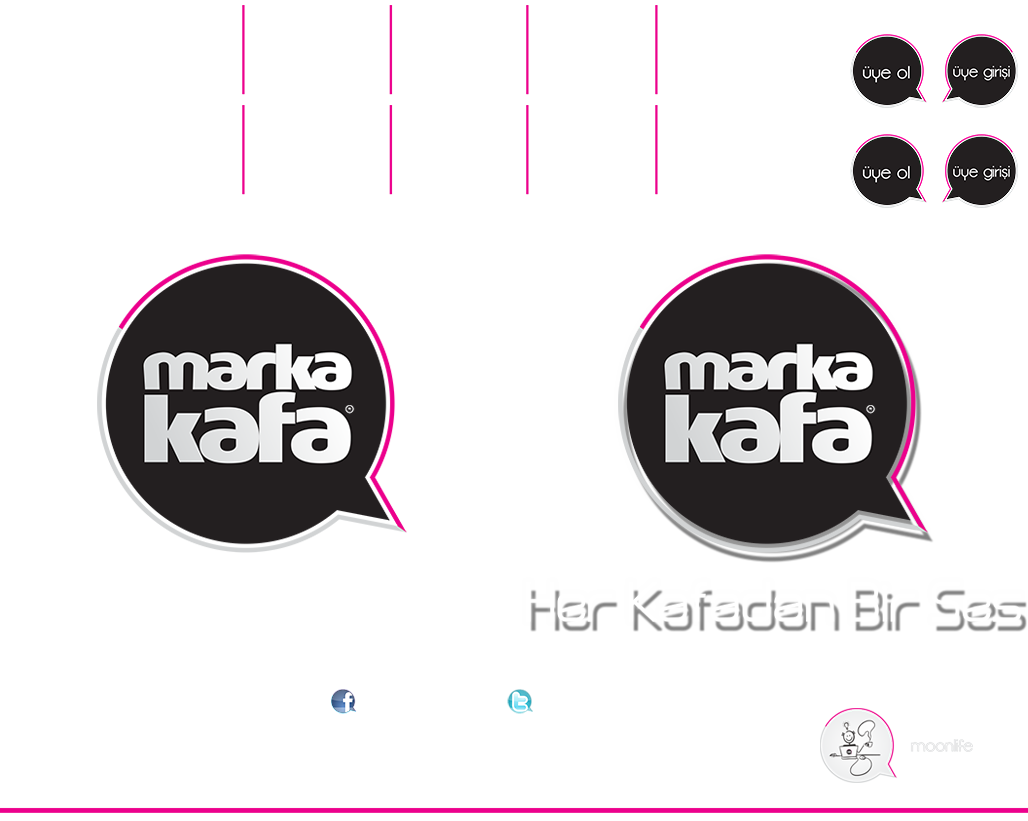 üye ol üye girişi
üye ol üye girişi
marka
kafa
marka
kafa
Her Kafadan Bir Ses
moonlife